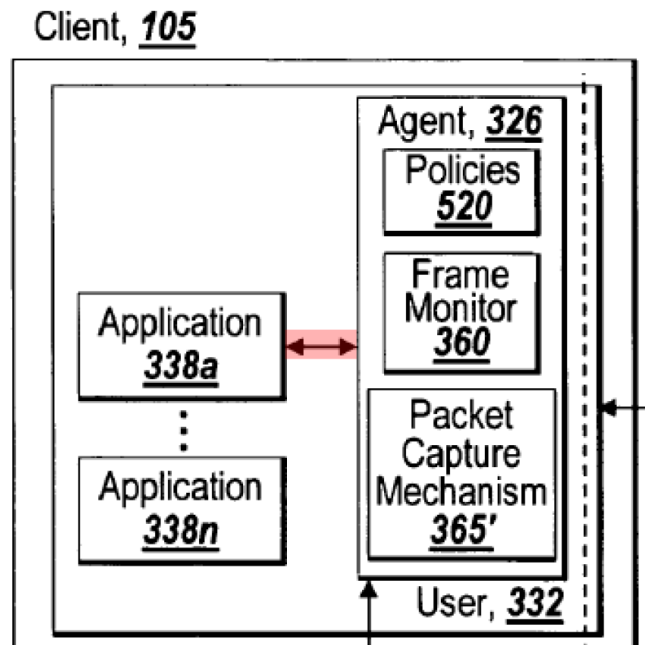 Client, 105
Agent, 326
Policies
520
Frame
Monitor
360
Application
338a
Packet
Capture
Mechanism
365'
Application
338n
User, 332